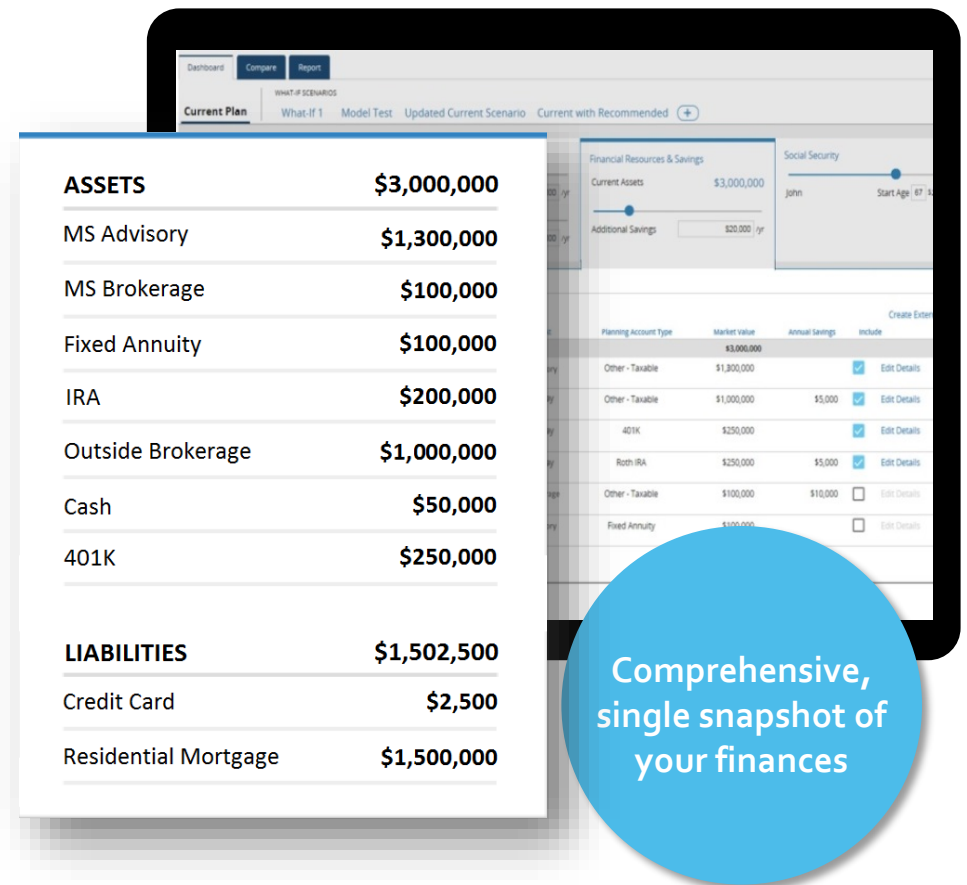 Dashboard Compare Report
WHAT-IF SCENARIOS
Current Plan What-If 1 Model Test Updated Current Scenario Current with Recommended +
ASSETS $3,000,000
MS Advisory $1,300,000
MS Brokerage $100,000
Fixed Annuity $100,000
IRA $200,000
Outside Brokerage $1,000,000
Cash $50,000
401K $250,000
LIABILITIES $1,502,500
Credit Card $2,500
Residential Mortgage $1,500,000
Financial Resources & Savings
Current Assets $3,000,000
Additional Savings $20,000 /yr
Social Security
John Start Age 67
/yr
/yr
Create
Planning Account Type Market Value Annual Savings Include
$3,000,000
Other - Taxable $1,300,000 Edit Details
Other - Taxable $1,000,000 $5,000 Edit Details
401K $250,000 Edit Details
Roth IRA $250,000 $5,000 Edit Details
Other - Taxable $100,000 $10,000 Edit Details
Fixed Annuity $100,000 Edit Details
Comprehensive,
single snapshot of
your finances